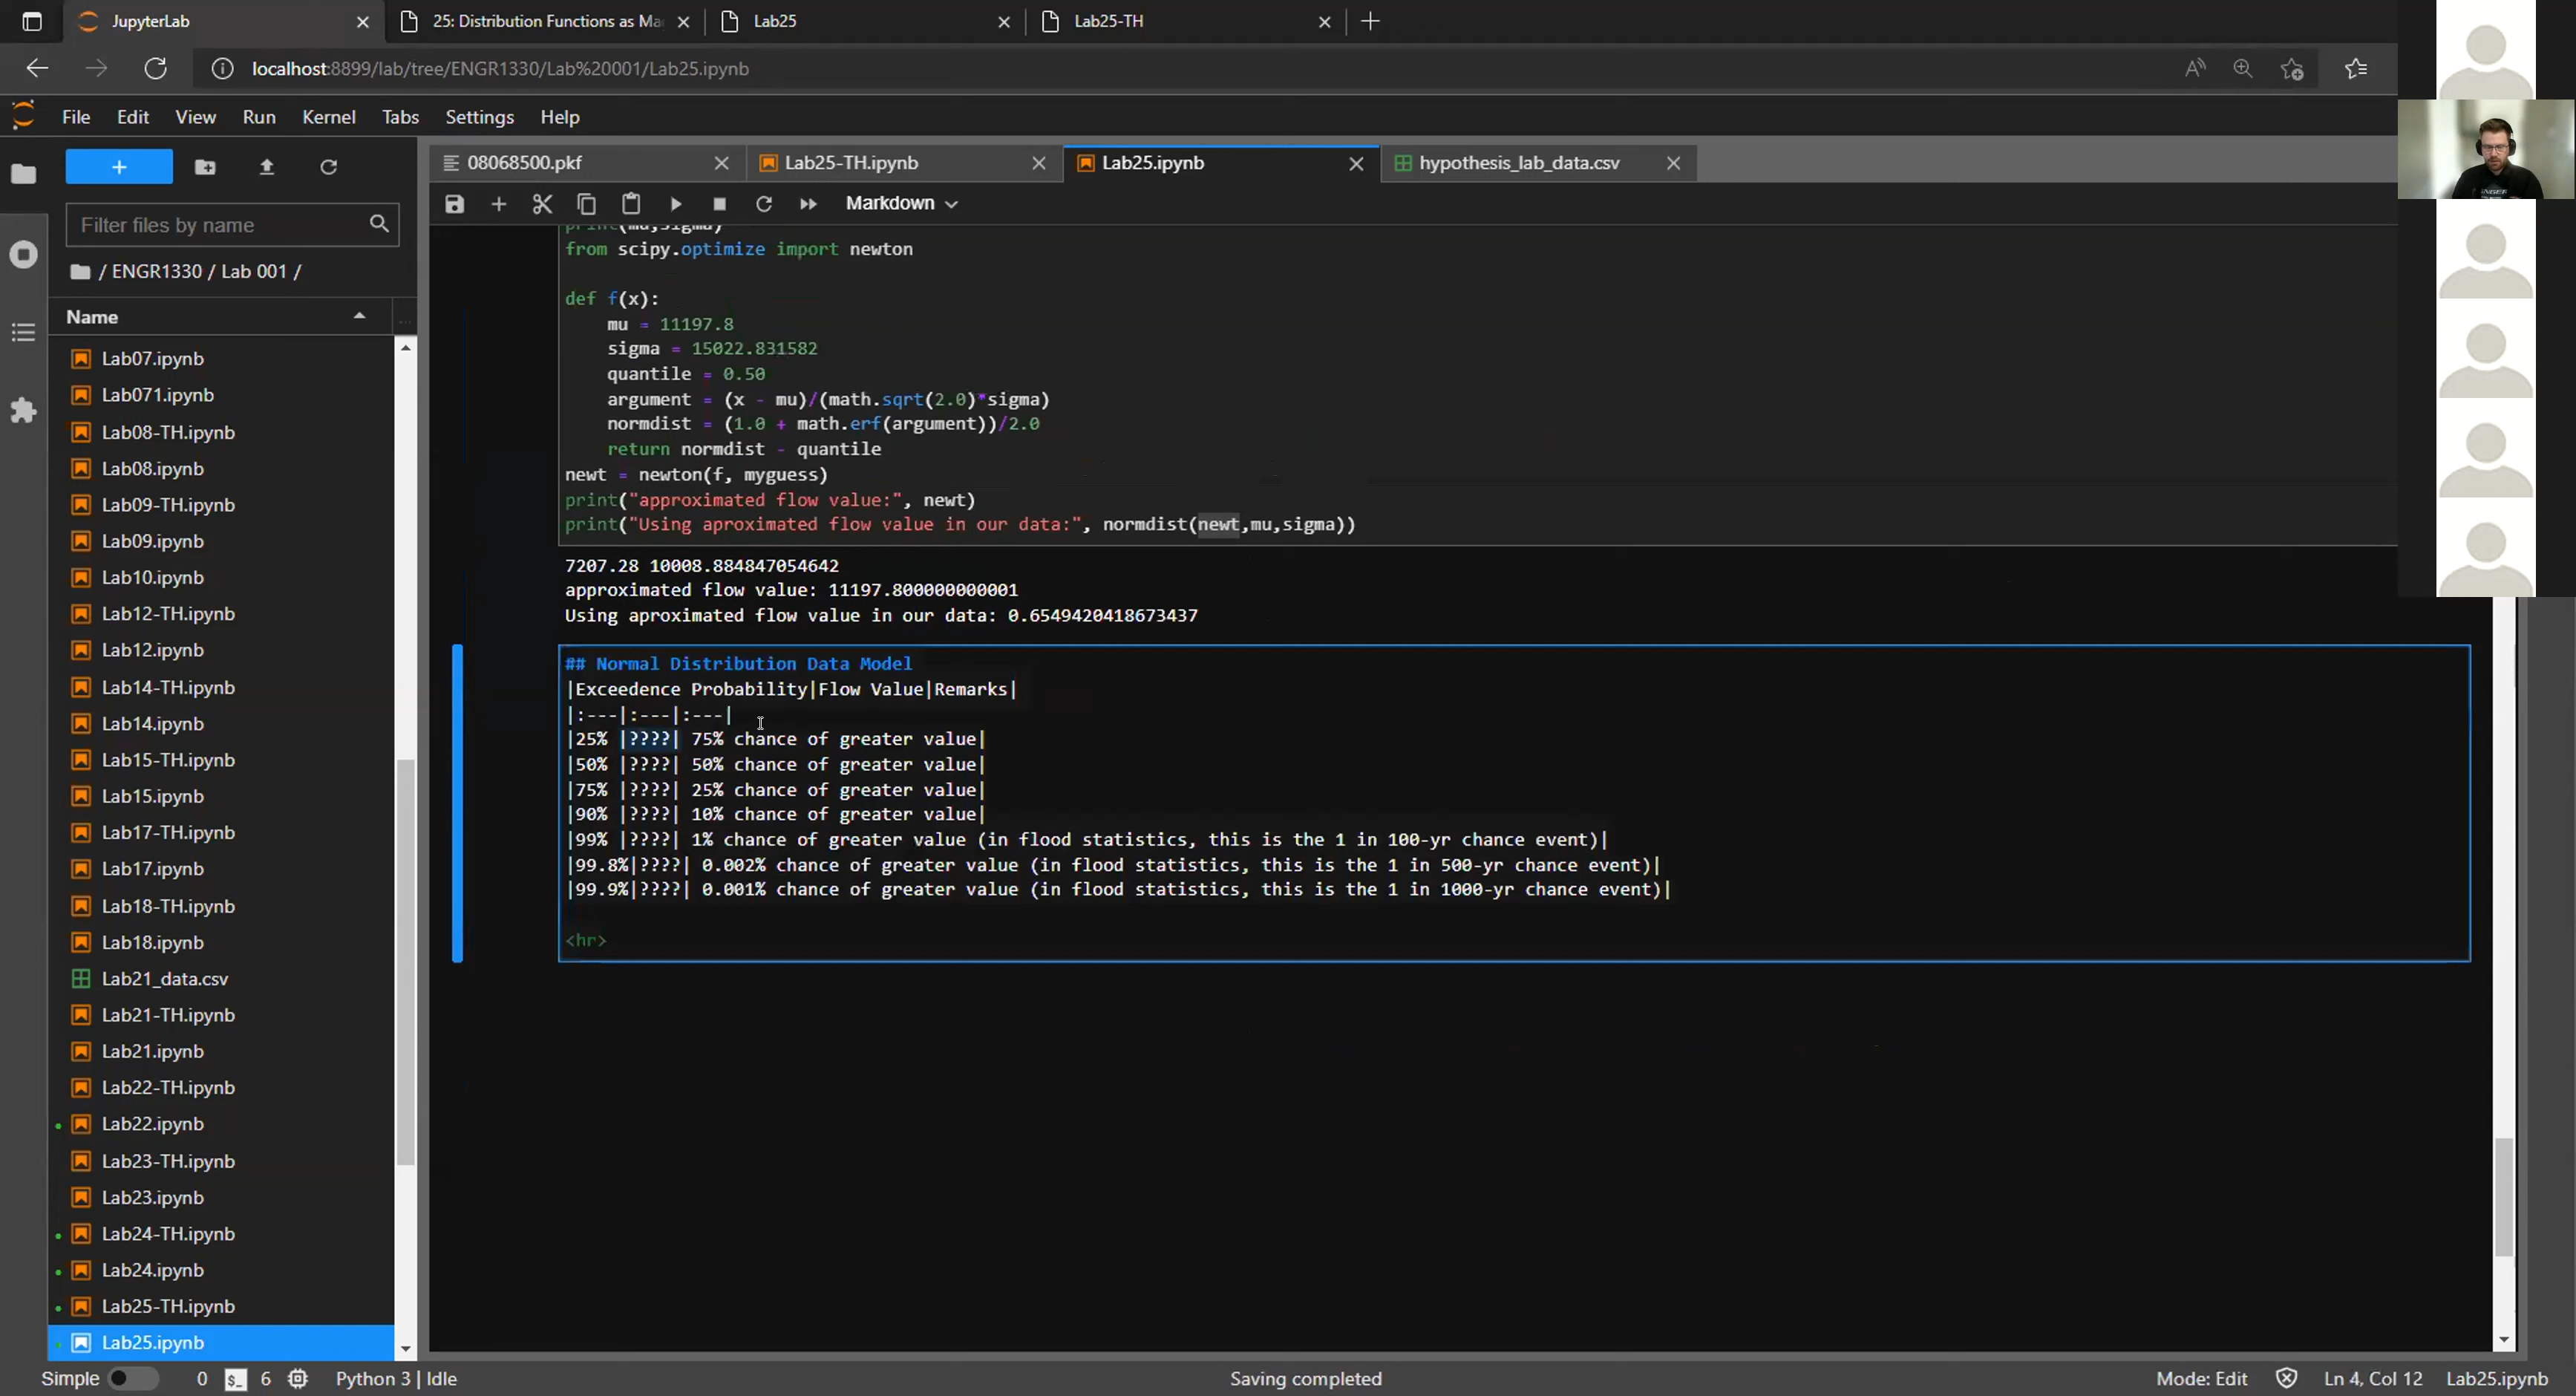 JupyterLab
25: Distribution Functions as Ma
Lab25
Lab25-TH
localhost:8899/lab/tree/ENGR1330/Lab%20001/Lab25.ipynb
File Edit View Run Kernel Tabs Settings Help
08068500.pkf
Lab25-TH.ipynb
Lab25.ipynb
hypothesis_lab_data.csv
Markdown
Filter files by name
/ ENGR1330 / Lab 001 /
Name
Lab07.ipynb
Lab071.ipynb
Lab08-TH.ipynb
Lab08.ipynb
Lab09-TH.ipynb
Lab09.ipynb
Lab10.ipynb
Lab12-TH.ipynb
Lab12.ipynb
Lab14-TH.ipynb
Lab14.ipynb
Lab15-TH.ipynb
Lab15.ipynb
Lab17-TH.ipynb
Lab17.ipynb
Lab18-TH.ipynb
Lab18.ipynb
Lab21_data.csv
Lab21-TH.ipynb
Lab21.ipynb
Lab22-TH.ipynb
Lab22.ipynb
Lab23-TH.ipynb
Lab23.ipynb
Lab24-TH.ipynb
Lab24.ipynb
Lab25-TH.ipynb
Lab25.ipynb
print(mu,sigma)
from scipy.optimize import newton
def f(x):
mu = 11197.8
sigma = 15022.831582
quantile = 0.50
argument = (x - mu)/(math.sqrt(2.0)*sigma)
normdist = (1.0 + math.erf(argument))/2.0
return normdist - quantile
newt = newton(f, myguess)
print("approximated flow value:", newt)
print("Using aproximated flow value in our data:", normdist(newt,mu,sigma))
7207.28 10008.884847054642
approximated flow value: 11197.800000000001
Using aproximated flow value in our data: 0.6549420418673437
## Normal Distribution Data Model
|Exceedence Probability|Flow Value|Remarks|
|:---|:---|:---|
|25% |????| 75% chance of greater value|
|50% |????| 50% chance of greater value|
|75% |????| 25% chance of greater value|
|90% |????| 10% chance of greater value|
|99% |????| 1% chance of greater value (in flood statistics, this is the 1 in 100-yr chance event)|
|99.8%|????| 0.002% chance of greater value (in flood statistics, this is the 1 in 500-yr chance event)|
|99.9%|????| 0.001% chance of greater value (in flood statistics, this is the 1 in 1000-yr chance event)|
<hr>
Simple 0 6 Python 3 | Idle Saving completed Mode: Edit Ln 4, Col 12 Lab25.ipynb